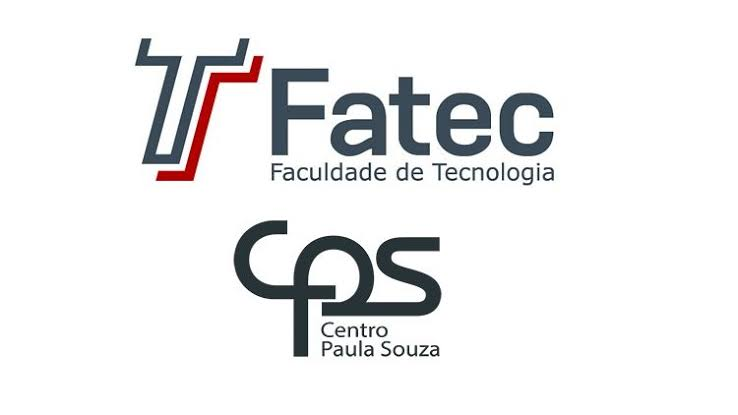 Fatec
Faculdade de Tecnologia
cps
Centro
Paula Souza